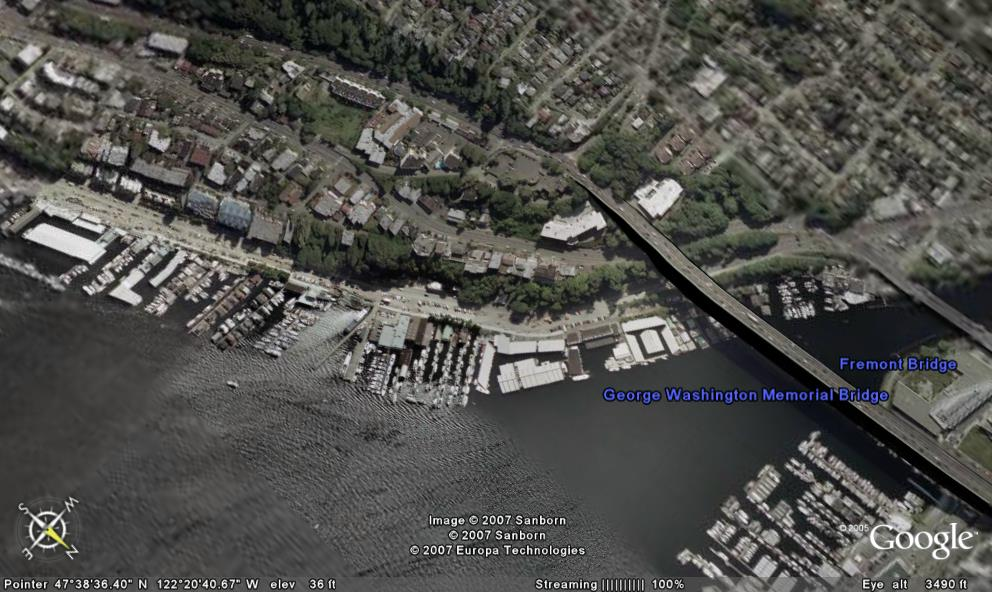 Fremont Bridge
George Washington Memorial Bridge
S W
E N
Image © 2007 Sanborn
© 2007 Sanborn
© 2007 Europa Technologies
© 2005 Google™
Pointer 47°38'36.40" N 122°20'40.67" W elev 36 ft Streaming |||||||||| 100% Eye alt 3490 ft